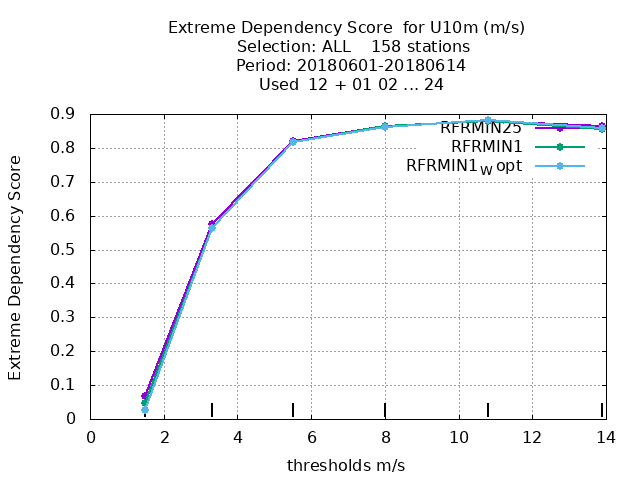 Extreme Dependency Score for U10m (m/s)
Selection: ALL 158 stations
Period: 20180601-20180614
Used 12 + 01 02 ... 24
Extreme Dependency Score
0.9
0.8
0.7
0.6
0.5
0.4
0.3
0.2
0.1
0
RFRMIN25
RFRMIN1
RFRMIN1W opt
0 2 4 6 8 10 12 14
thresholds m/s